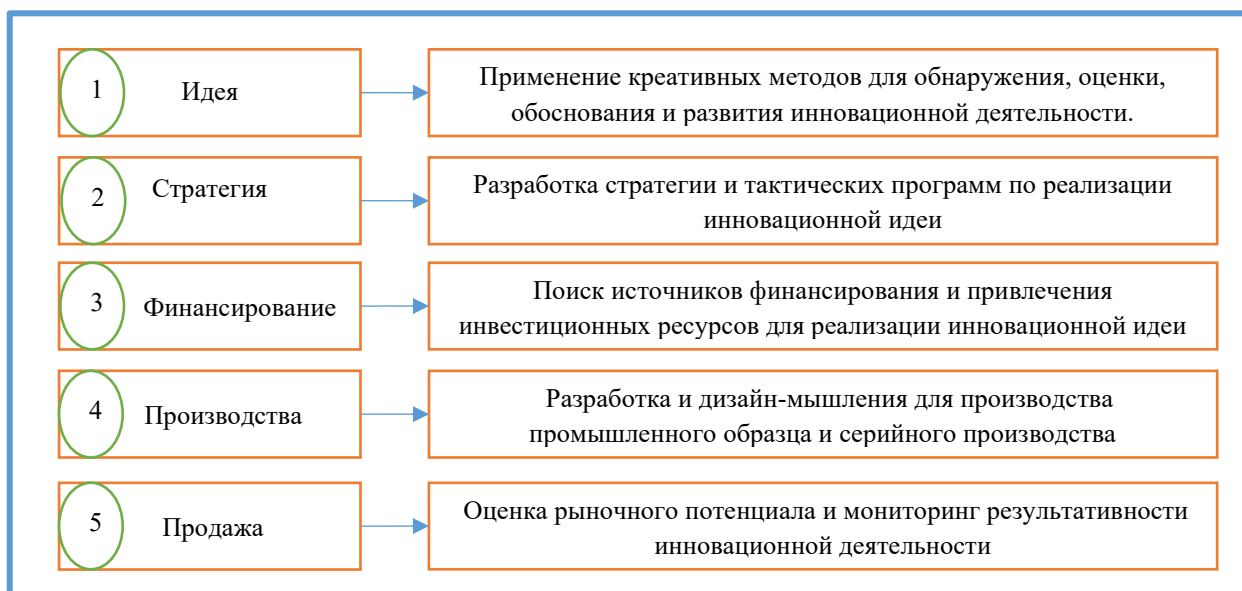 1
Идея
Применение креативных методов для обнаружения, оценки,
обоснования и развития инновационной деятельности.
2
Стратегия
Разработка стратегии и тактических программ по реализации
инновационной идеи
3
Финансирование
Поиск источников финансирования и привлечения
инвестиционных ресурсов для реализации инновационной идеи
4
Производства
Разработка и дизайн-мышления для производства
промышленного образца и серийного производства
5
Продажа
Оценка рыночного потенциала и мониторинг результативности
инновационной деятельности